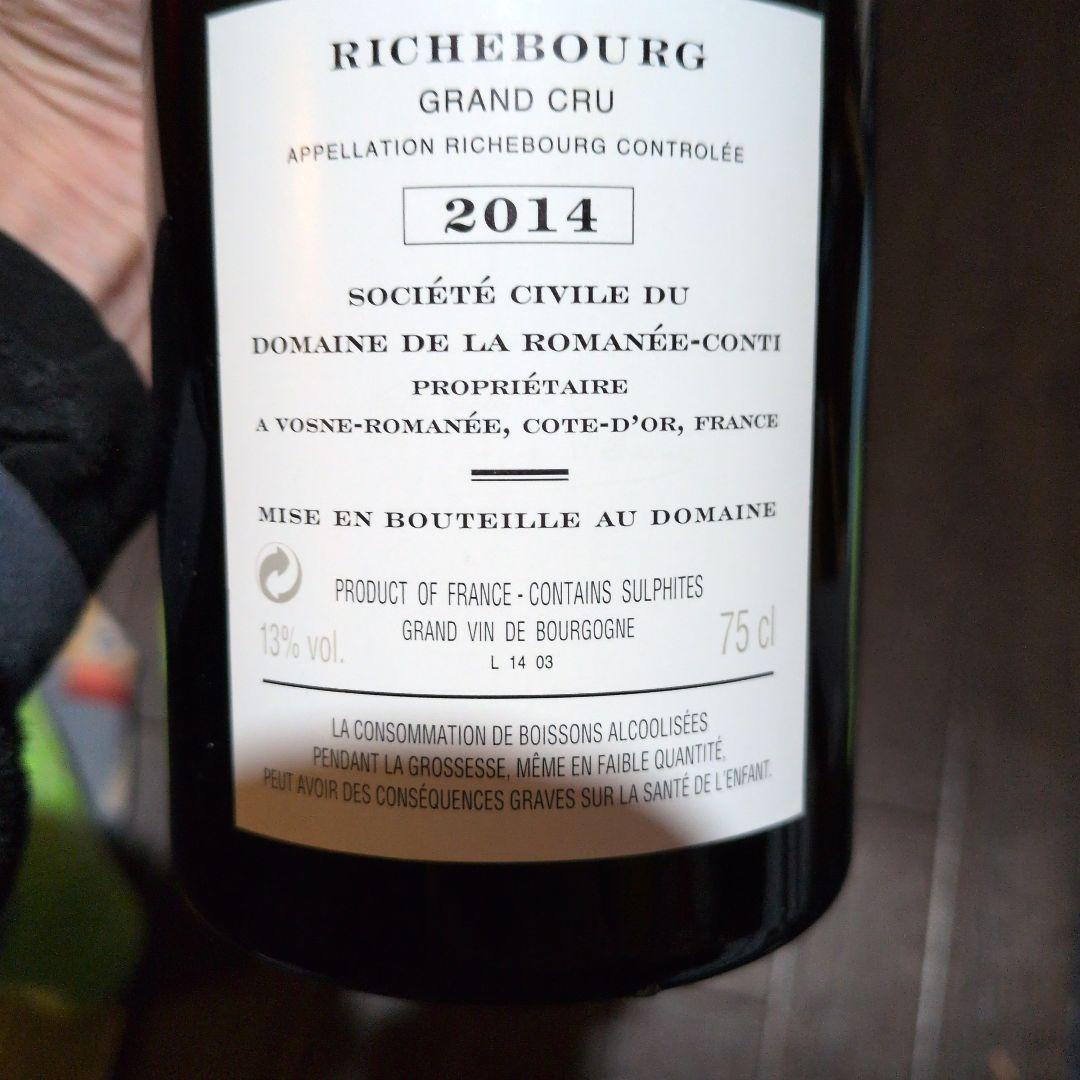 RICHEBOURG
GRAND CRU
APPELLATION RICHEBOURG CONTROLÉE
2014
SOCIÉTÉ CIVILE DU
DOMAINE DE LA ROMANÉE-CONTI
PROPRIÉTAIRE
A VOSNE-ROMANÉE, COTE-D'OR, FRANCE
MISE EN BOUTEILLE AU DOMAINE
PRODUCT OF FRANCE - CONTAINS SULPHITES
13% vol. GRAND VIN DE BOURGOGNE 75 cl
L 14 03
LA CONSOMMATION DE BOISSONS ALCOOLISÉES
PENDANT LA GROSSESSE, MÊME EN FAIBLE QUANTITÉ,
PEUT AVOIR DES CONSÉQUENCES GRAVES SUR LA SANTÉ DE L'ENFANT.